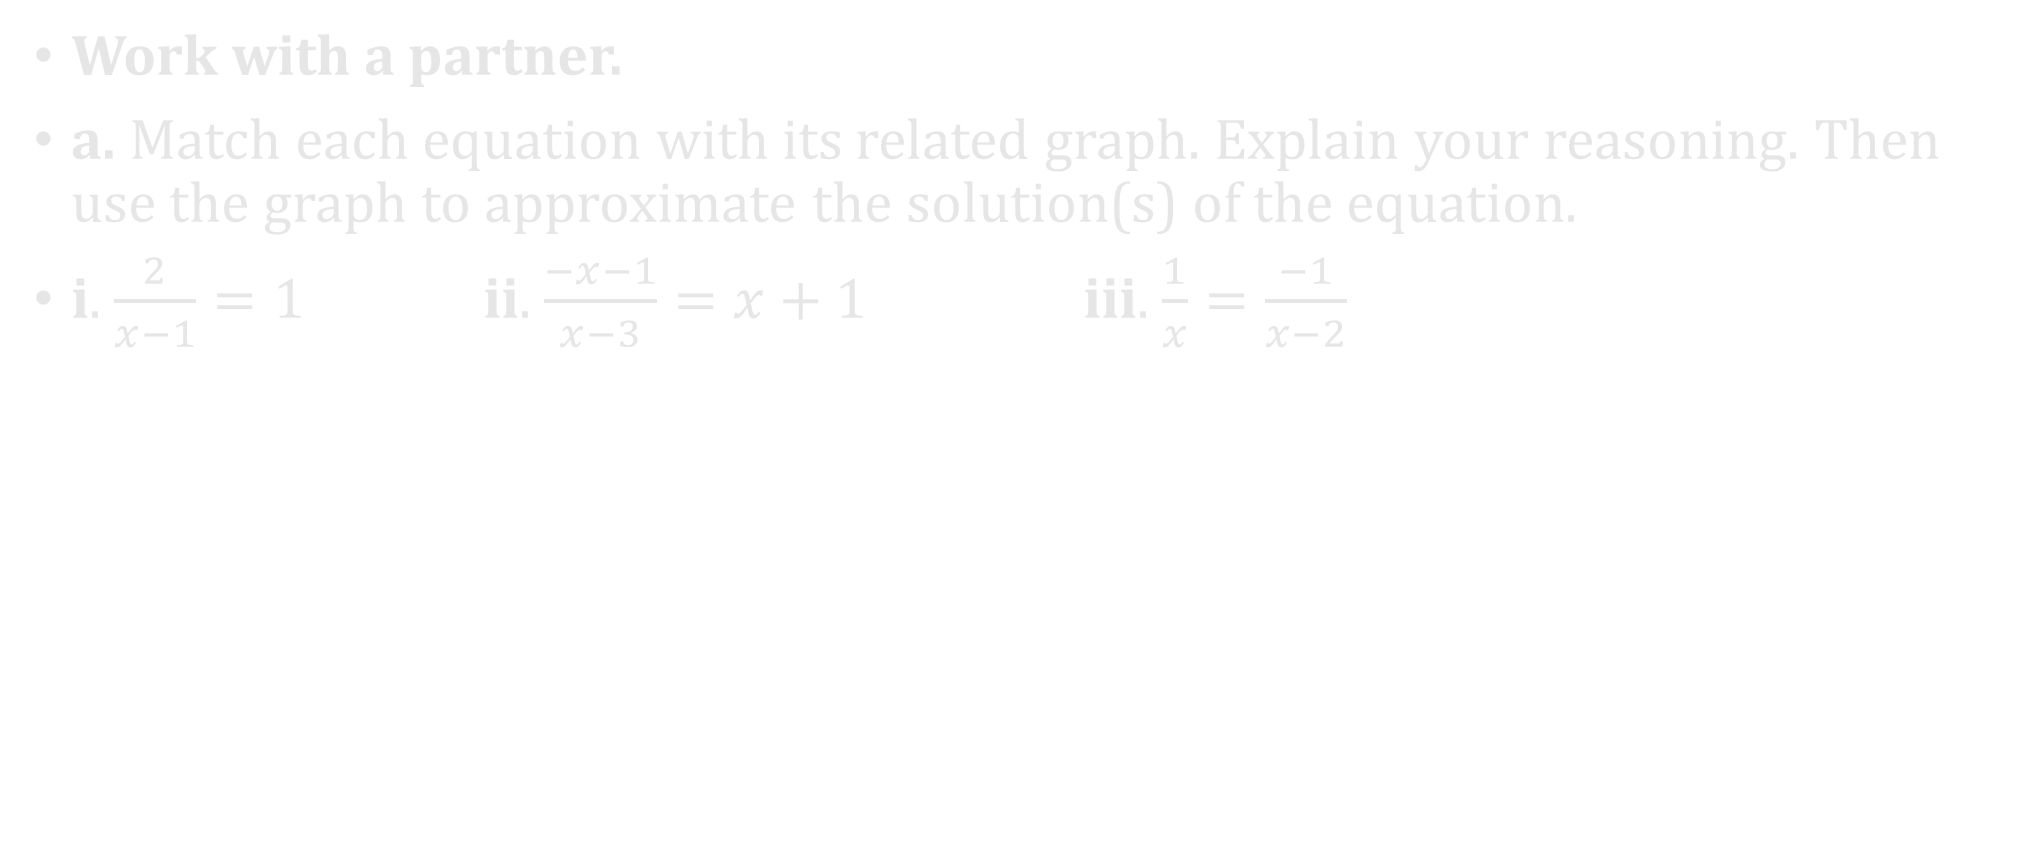 • Work with a partner.
• a. Match each equation with its related graph. Explain your reasoning. Then
use the graph to approximate the solution(s) of the equation.
• i. 2/(x−1) = 1 ii. (−x−1)/(x−3) = x + 1 iii. 1/x = −1/(x−2)